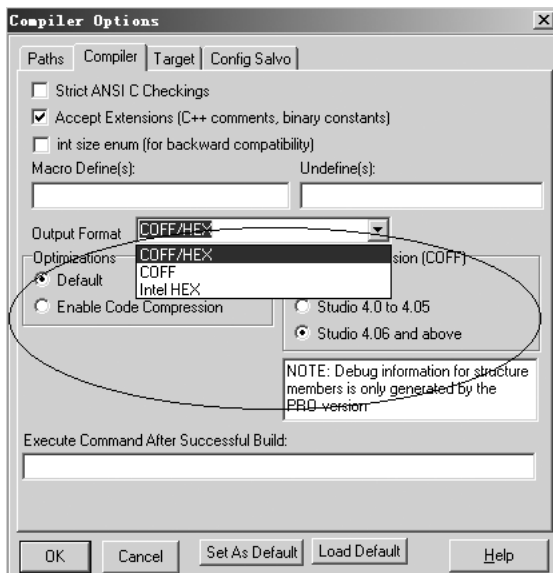 Compiler Options
Paths Compiler Target Config Salvo
Strict ANSI C Checkings
Accept Extensions (C++ comments, binary constants)
int size enum (for backward compatibility)
Macro Define(s): Undefine(s):
Output Format COFF/HEX
COFF/HEX
COFF
Intel HEX
Optimizations (COFF)
Default
Enable Code Compression
Studio 4.0 to 4.05
Studio 4.06 and above
NOTE: Debug information for structure
members is only generated by the
PRO version
Execute Command After Successful Build:
OK Cancel Set As Default Load Default Help